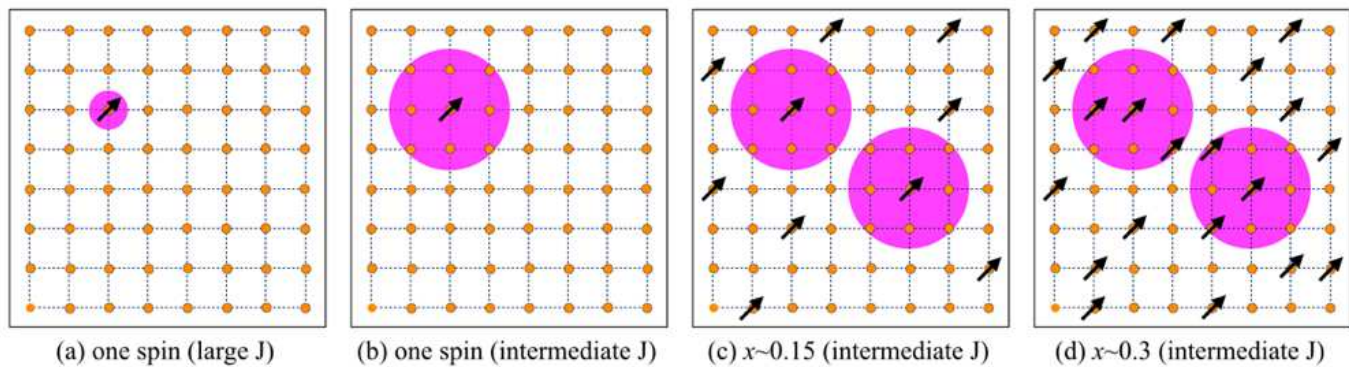 (a) one spin (large J)
(b) one spin (intermediate J)
(c) x~0.15 (intermediate J)
(d) x~0.3 (intermediate J)